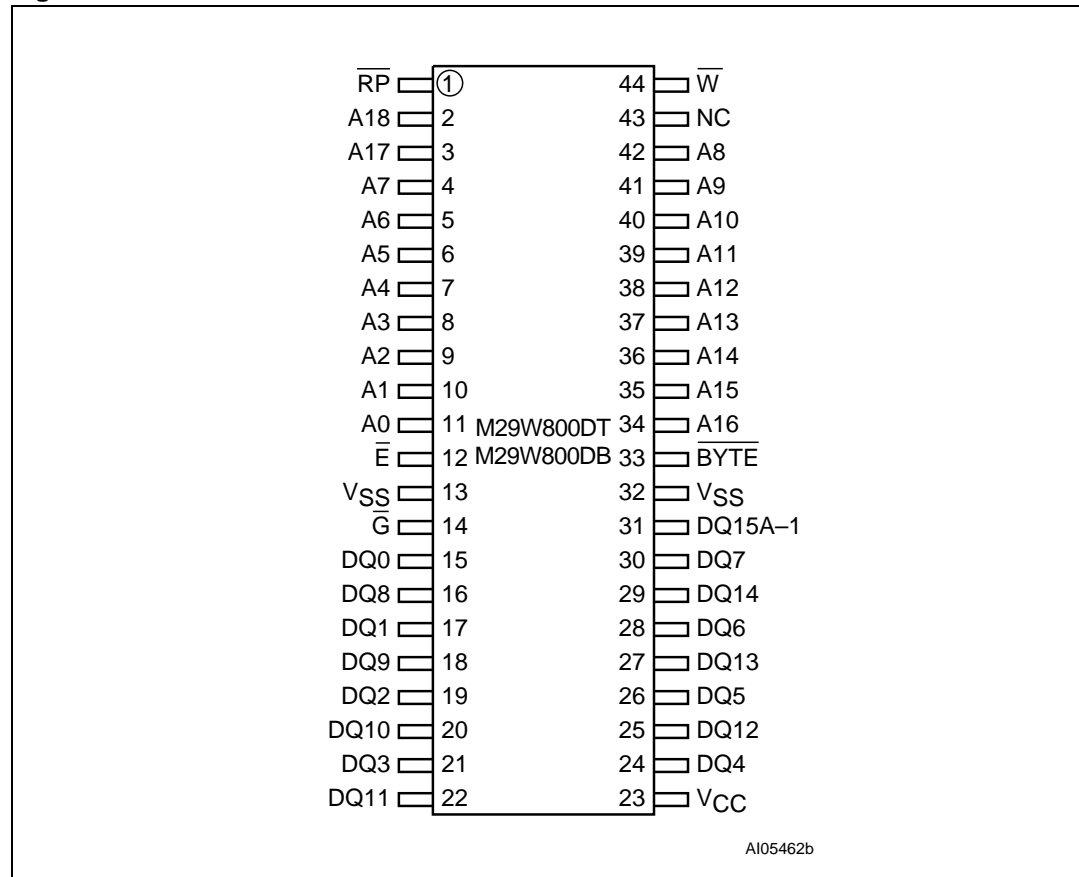 R̅P̅ ① 44 W̅
A18 2 43 NC
A17 3 42 A8
A7 4 41 A9
A6 5 40 A10
A5 6 39 A11
A4 7 38 A12
A3 8 37 A13
A2 9 36 A14
A1 10 35 A15
A0 11 M29W800DT 34 A16
E̅ 12 M29W800DB 33 B̅Y̅T̅E̅
VSS 13 32 VSS
G̅ 14 31 DQ15A–1
DQ0 15 30 DQ7
DQ8 16 29 DQ14
DQ1 17 28 DQ6
DQ9 18 27 DQ13
DQ2 19 26 DQ5
DQ10 20 25 DQ12
DQ3 21 24 DQ4
DQ11 22 23 VCC
AI05462b